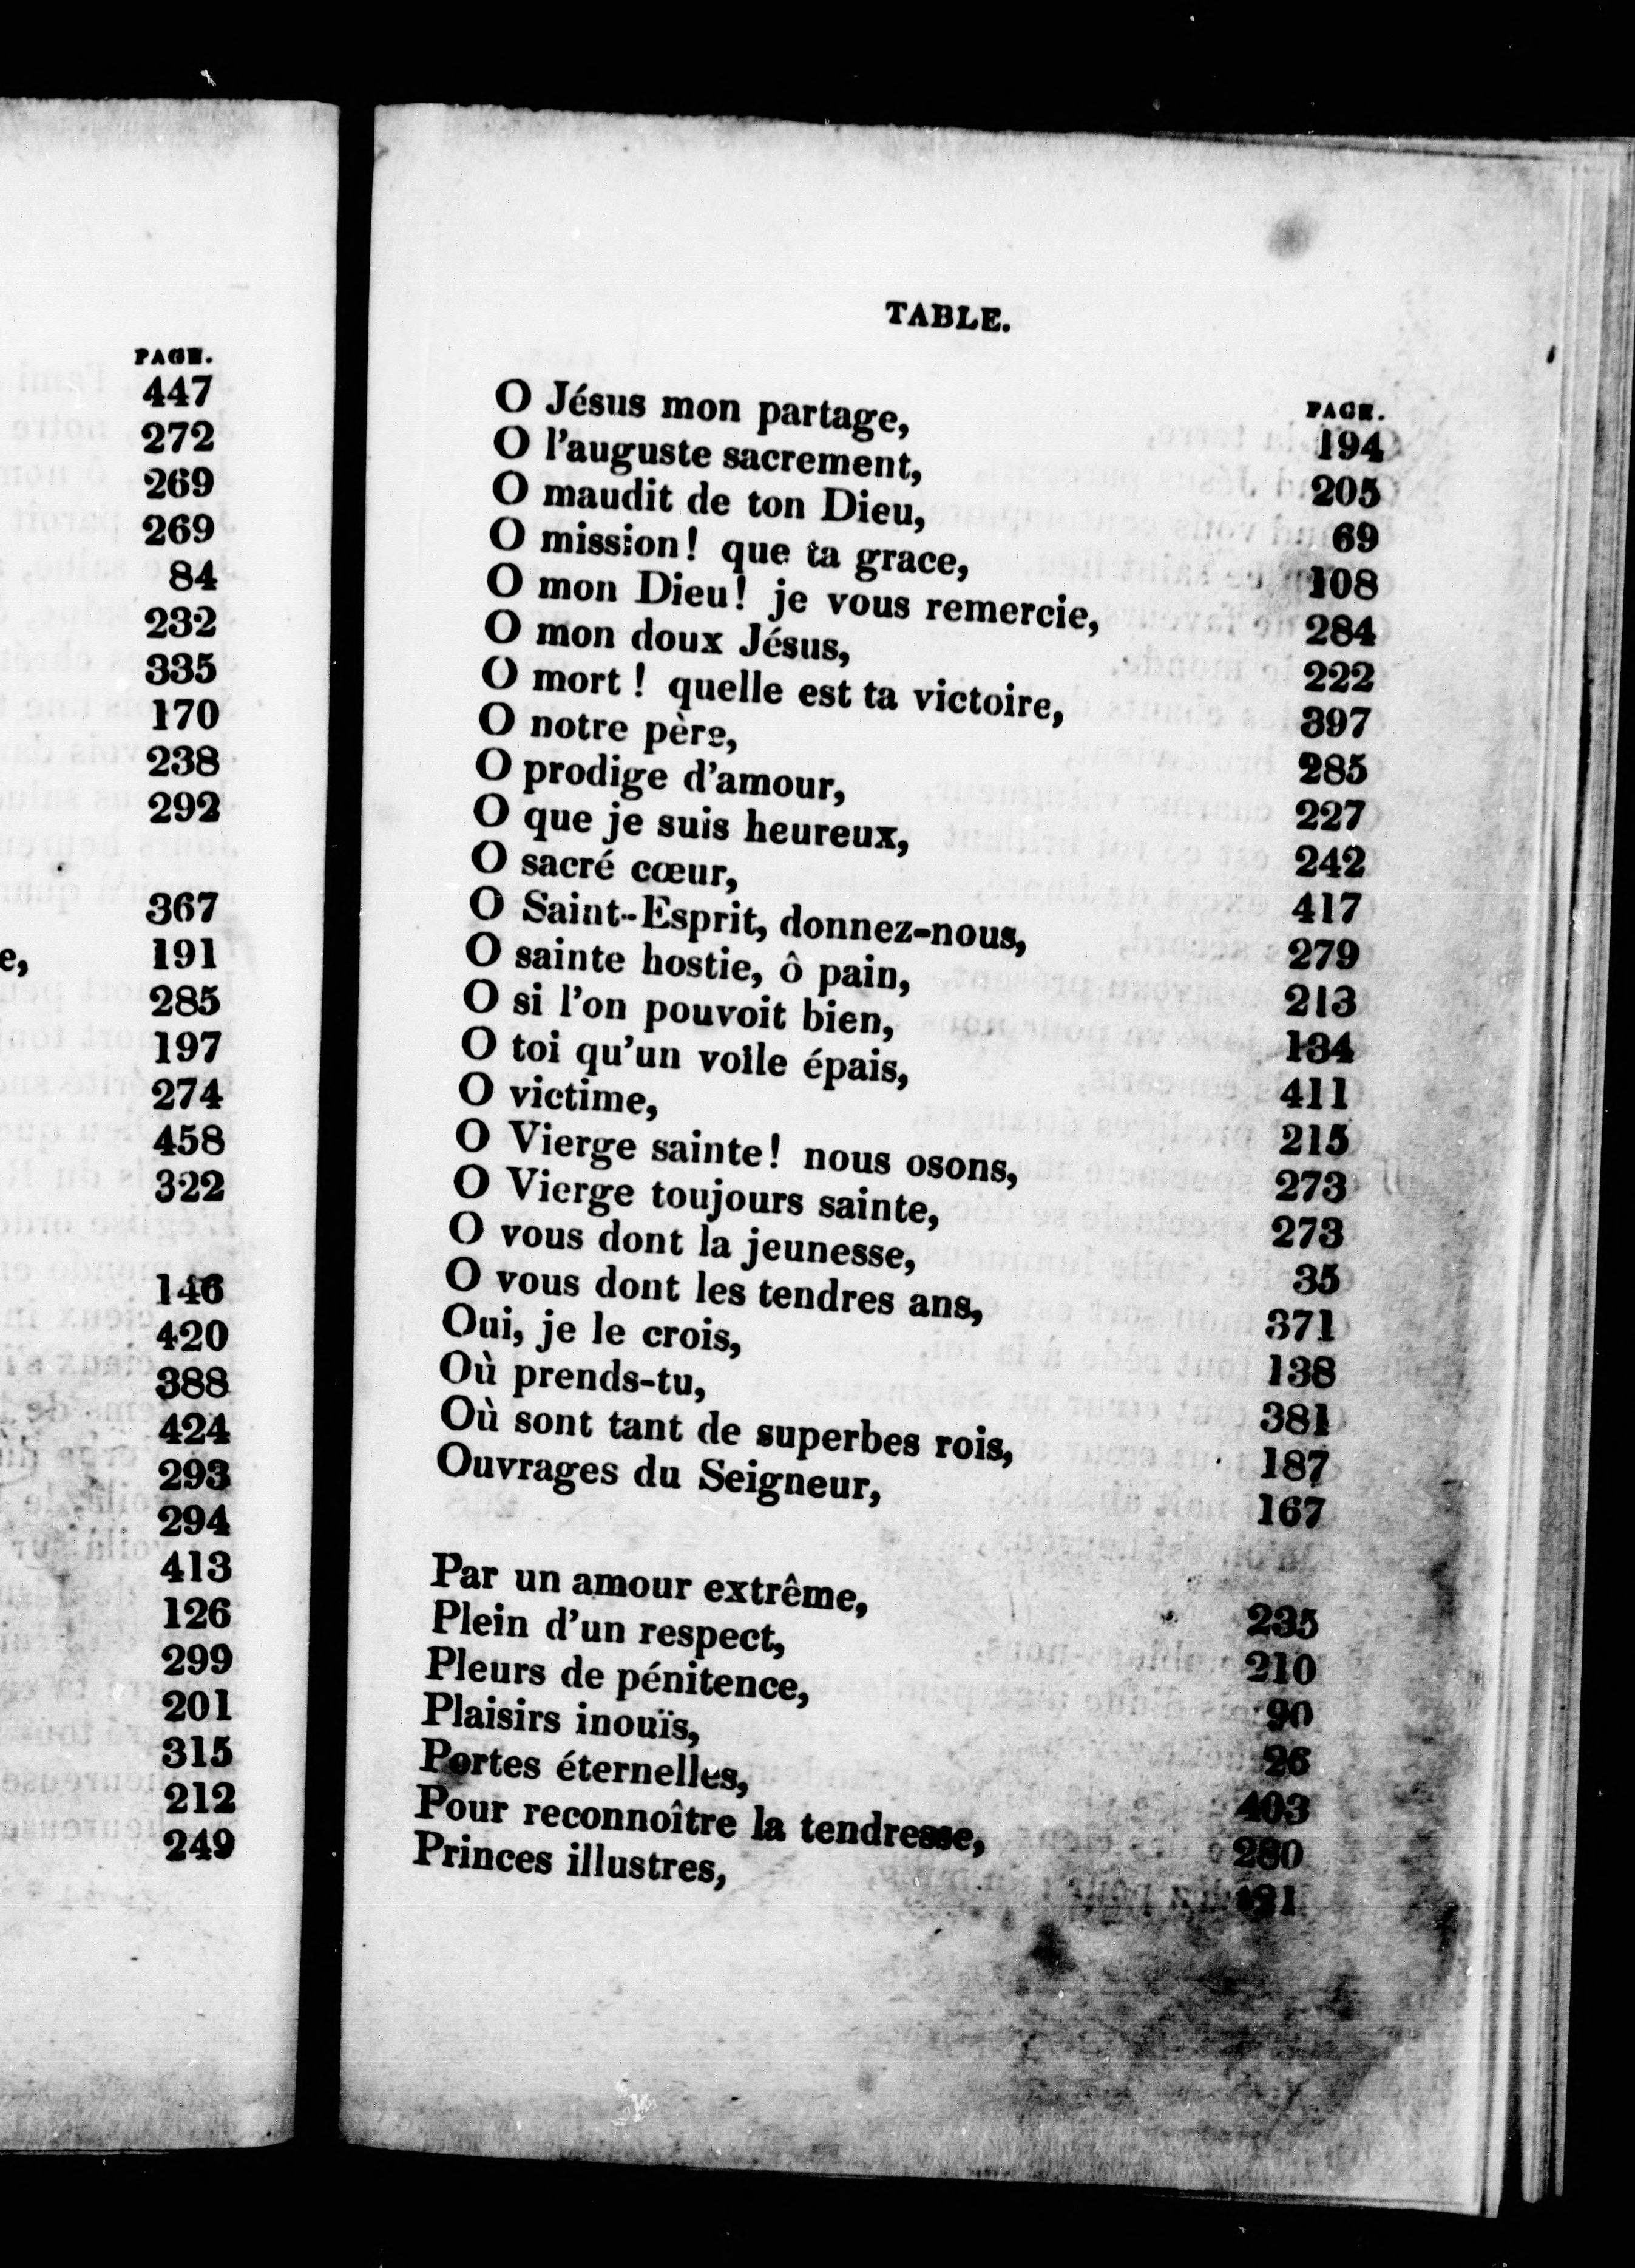 PAGE.
447
272
269
269
84
232
335
170
238
292
367
e, 191
285
197
274
458
322
146
420
388
424
293
294
413
126
299
201
315
212
249
TABLE.
PAGE.
O Jésus mon partage, 194
O l'auguste sacrement, 205
O maudit de ton Dieu, 69
O mission! que ta grace, 108
O mon Dieu! je vous remercie, 284
O mon doux Jésus, 222
O mort ! quelle est ta victoire, 397
O notre père, 285
O prodige d'amour, 227
O que je suis heureux, 242
O sacré cœur, 417
O Saint-Esprit, donnez-nous, 279
O sainte hostie, ô pain, 213
O si l'on pouvoit bien, 134
O toi qu'un voile épais, 411
O victime, 215
O Vierge sainte! nous osons, 273
O Vierge toujours sainte, 273
O vous dont la jeunesse, 35
O vous dont les tendres ans, 371
Oui, je le crois, 138
Où prends-tu, 381
Où sont tant de superbes rois, 187
Ouvrages du Seigneur, 167
Par un amour extrême, 235
Plein d'un respect, 210
Pleurs de pénitence, 90
Plaisirs inouïs, 26
Portes éternelles, 403
Pour reconnoître la tendresse, 280
Princes illustres,